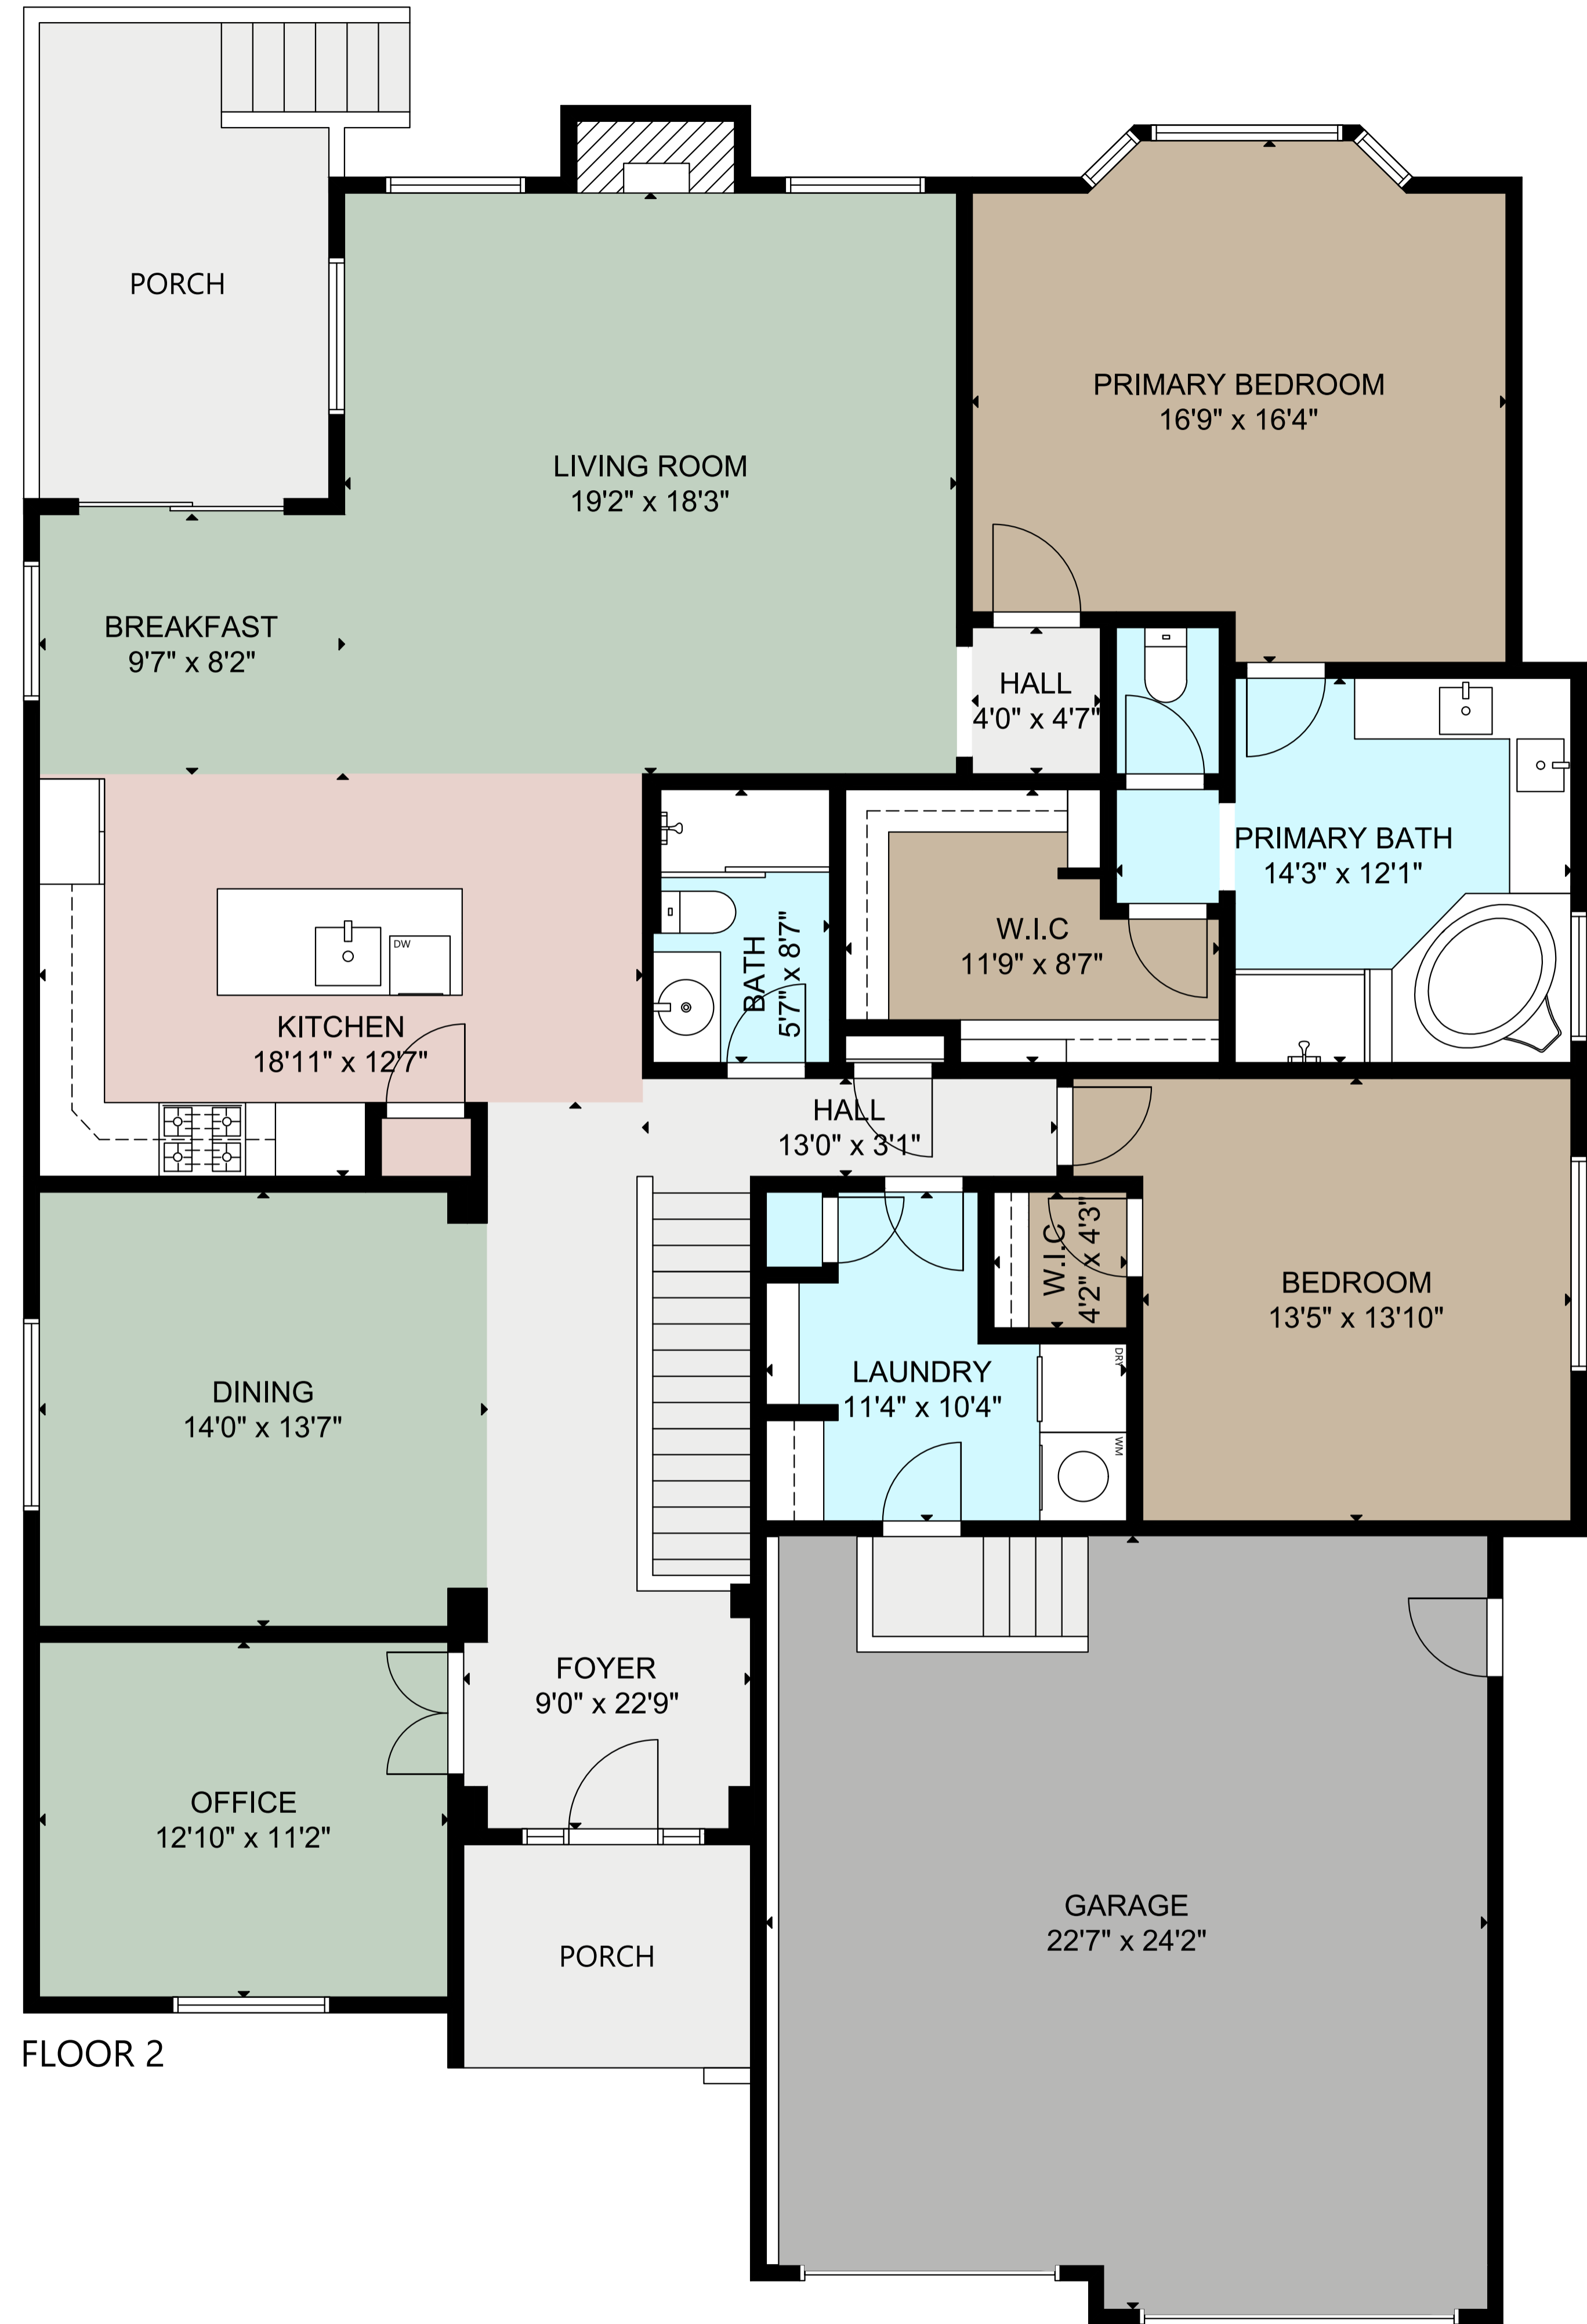 PORCH
PRIMARY BEDROOM
16'9" x 16'4"
LIVING ROOM
19'2" x 18'3"
BREAKFAST
9'7" x 8'2"
HALL
4'0" x 4'7"
PRIMARY BATH
14'3" x 12'1"
W.I.C
11'9" x 8'7"
BATH
5'7" x 8'7"
DW
KITCHEN
18'11" x 12'7"
HALL
13'0" x 3'1"
W.I.C
4'2" x 4'3"
BEDROOM
13'5" x 13'10"
DRY
LAUNDRY
11'4" x 10'4"
WM
DINING
14'0" x 13'7"
FOYER
9'0" x 22'9"
OFFICE
12'10" x 11'2"
GARAGE
22'7" x 24'2"
PORCH
FLOOR 2